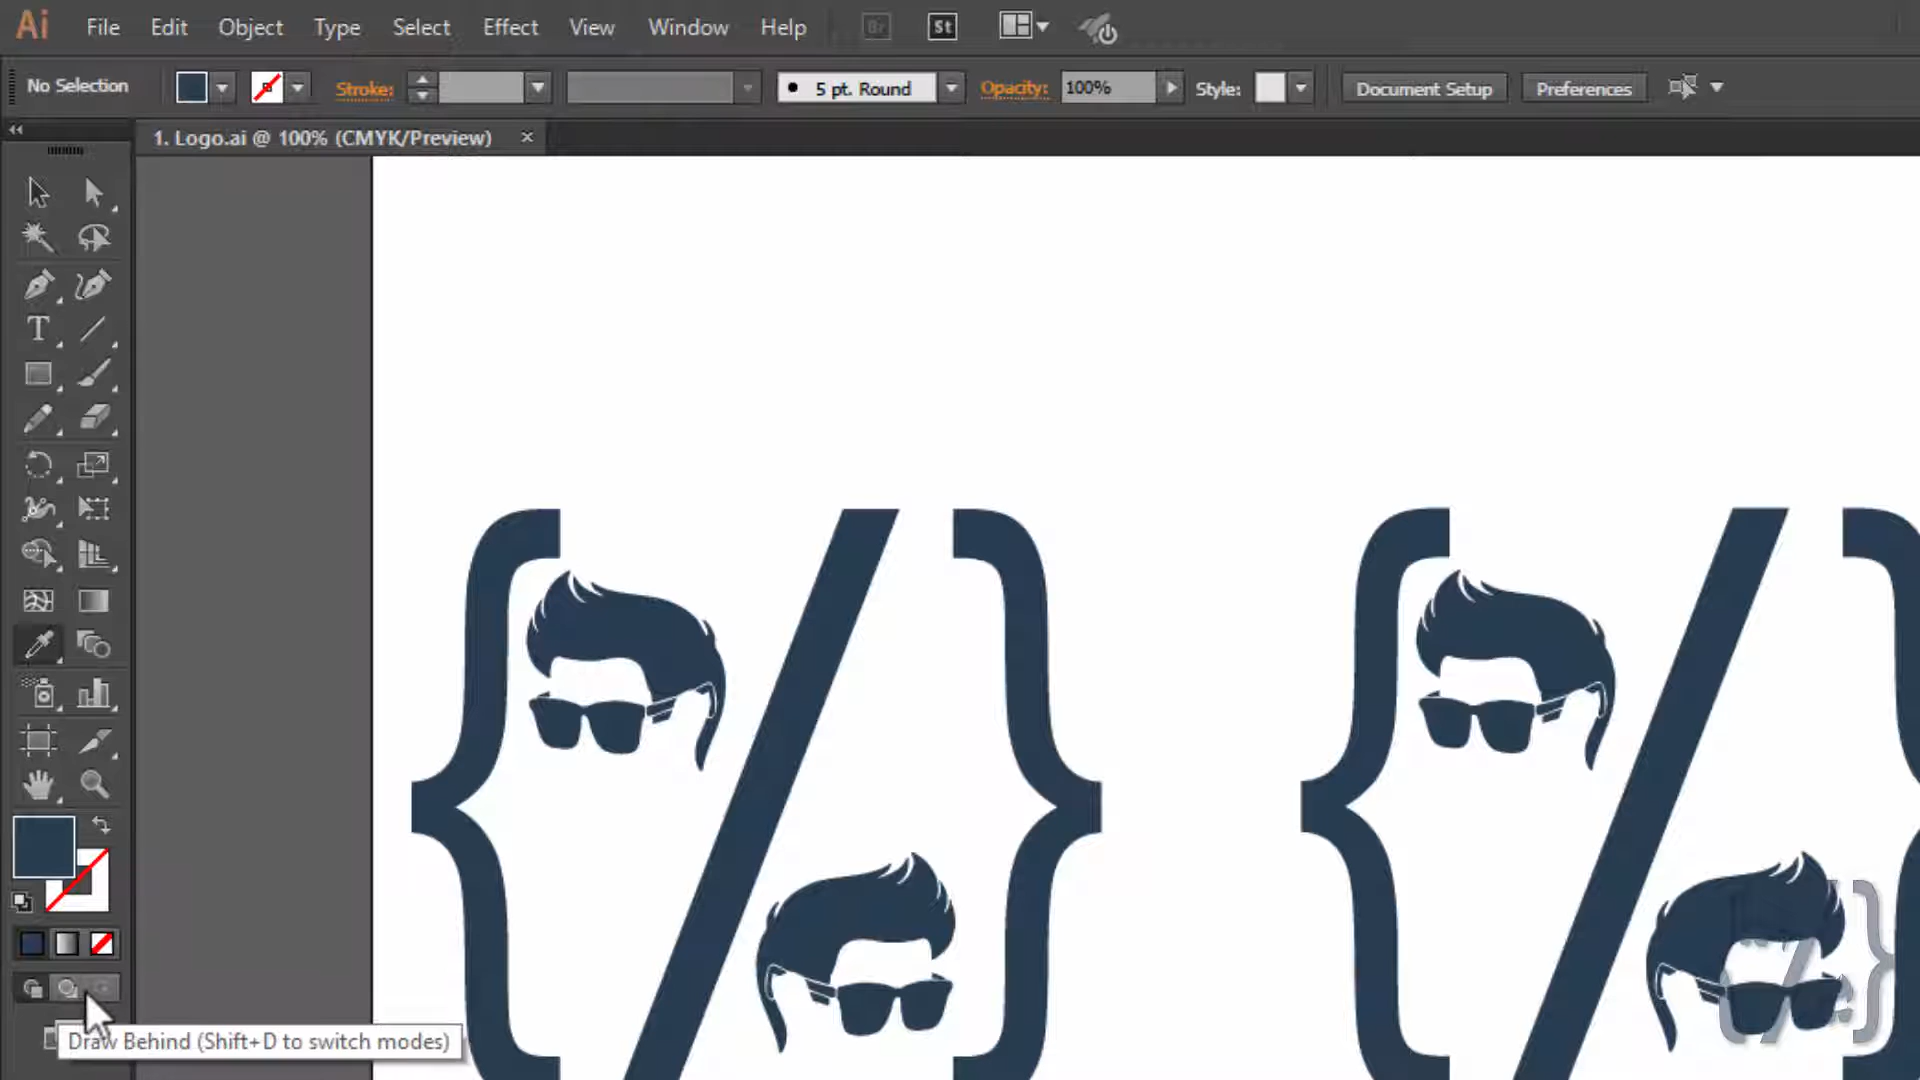 Ai File Edit Object Type Select Effect View Window Help Br St
No Selection Stroke: 5 pt. Round Opacity: 100% Style: Document Setup Preferences
1. Logo.ai @ 100% (CMYK/Preview) ×
T
{ / } { / }
Draw Behind (Shift+D to switch modes)